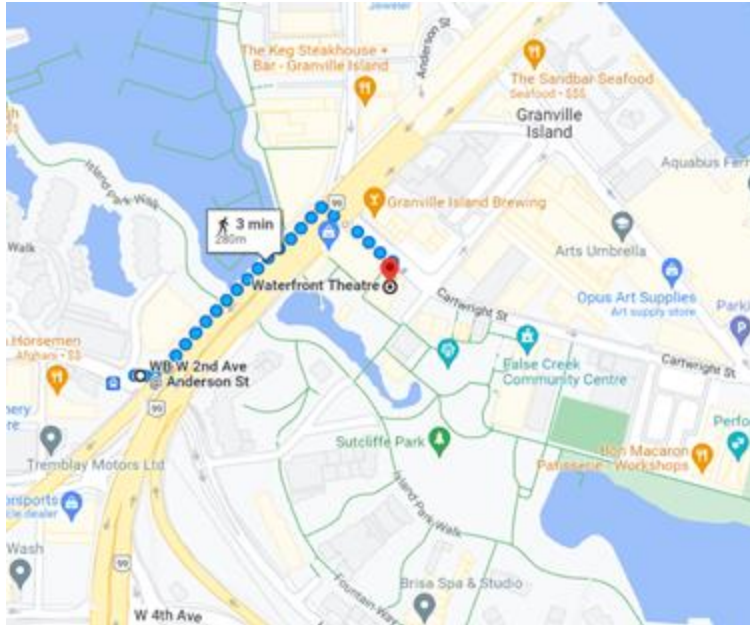 Jeweler
The Keg Steakhouse +
Bar - Granville Island
Anderson St
The Sandbar Seafood
Seafood - $$$
Granville
Island
Aquabus
Island Park Walk
99
Granville Island Brewing
3 min
280m
Walk
Arts Umbrella
Waterfront Theatre
Opus Art Supplies
Art supply store
Cartwright St
Horsemen
Afghani - $$
WB W 2nd Ave
Anderson St
False Creek
Community Centre
Cartwright St
99
Sutcliffe Park
Bon Macaron
Patisserie - Workshops
Tremblay Motors Ltd
Island Park Walk
Wash
99
Brisa Spa & Studio
W 4th Ave